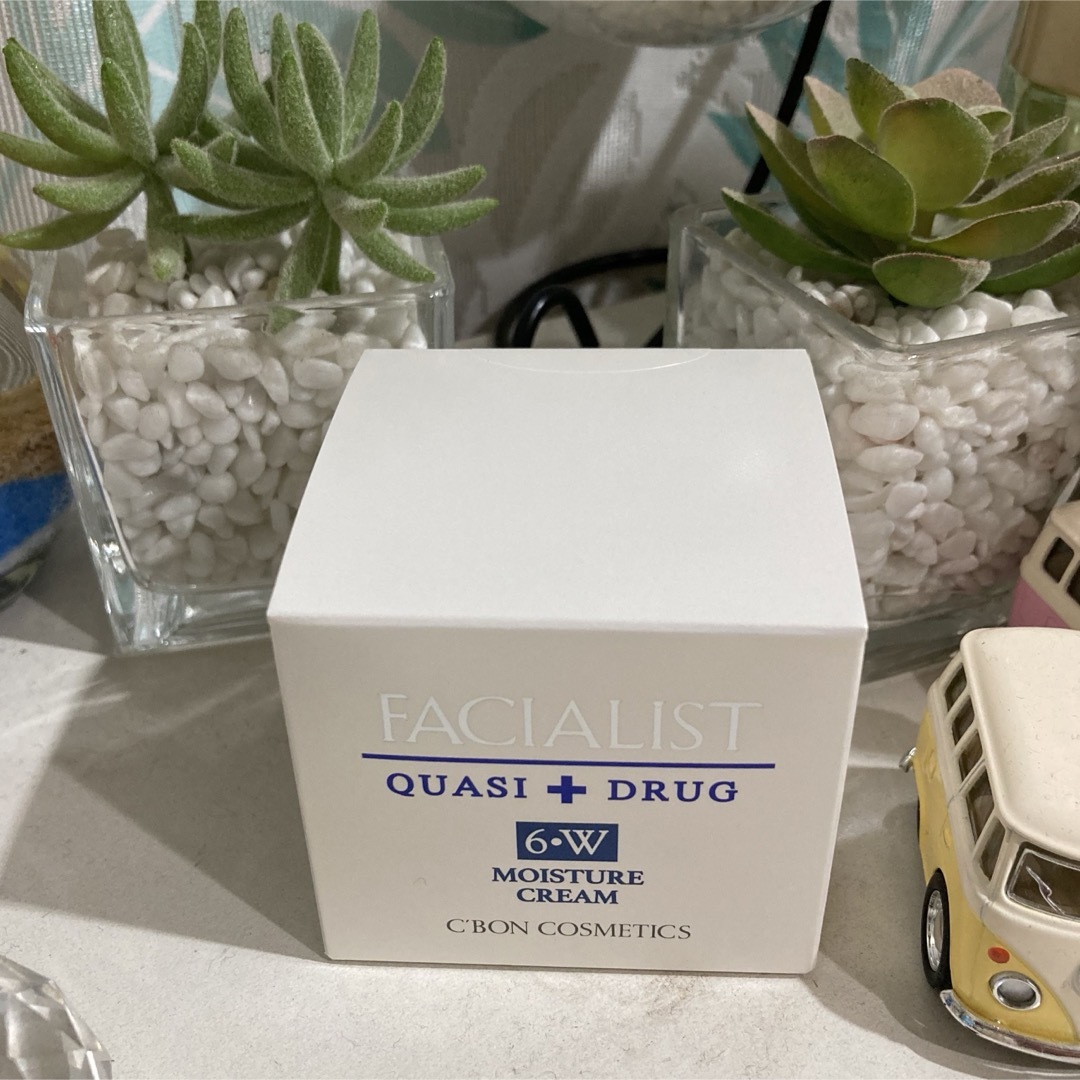 FACIALIST
QUASI + DRUG
6•W
MOISTURE
CREAM
C'BON COSMETICS